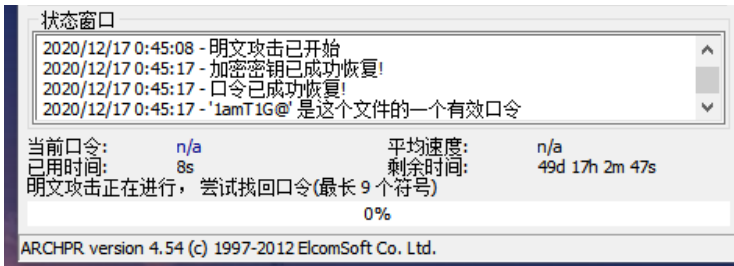 状态窗口
2020/12/17 0:45:08 - 明文攻击已开始
2020/12/17 0:45:17 - 加密密钥已成功恢复!
2020/12/17 0:45:17 - 口令已成功恢复!
2020/12/17 0:45:17 - '1amT1G@' 是这个文件的一个有效口令
当前口令: n/a 平均速度: n/a
已用时间: 8s 剩余时间: 49d 17h 2m 47s
明文攻击正在进行，尝试找回口令(最长 9 个符号)
0%
ARCHPR version 4.54 (c) 1997-2012 ElcomSoft Co. Ltd.